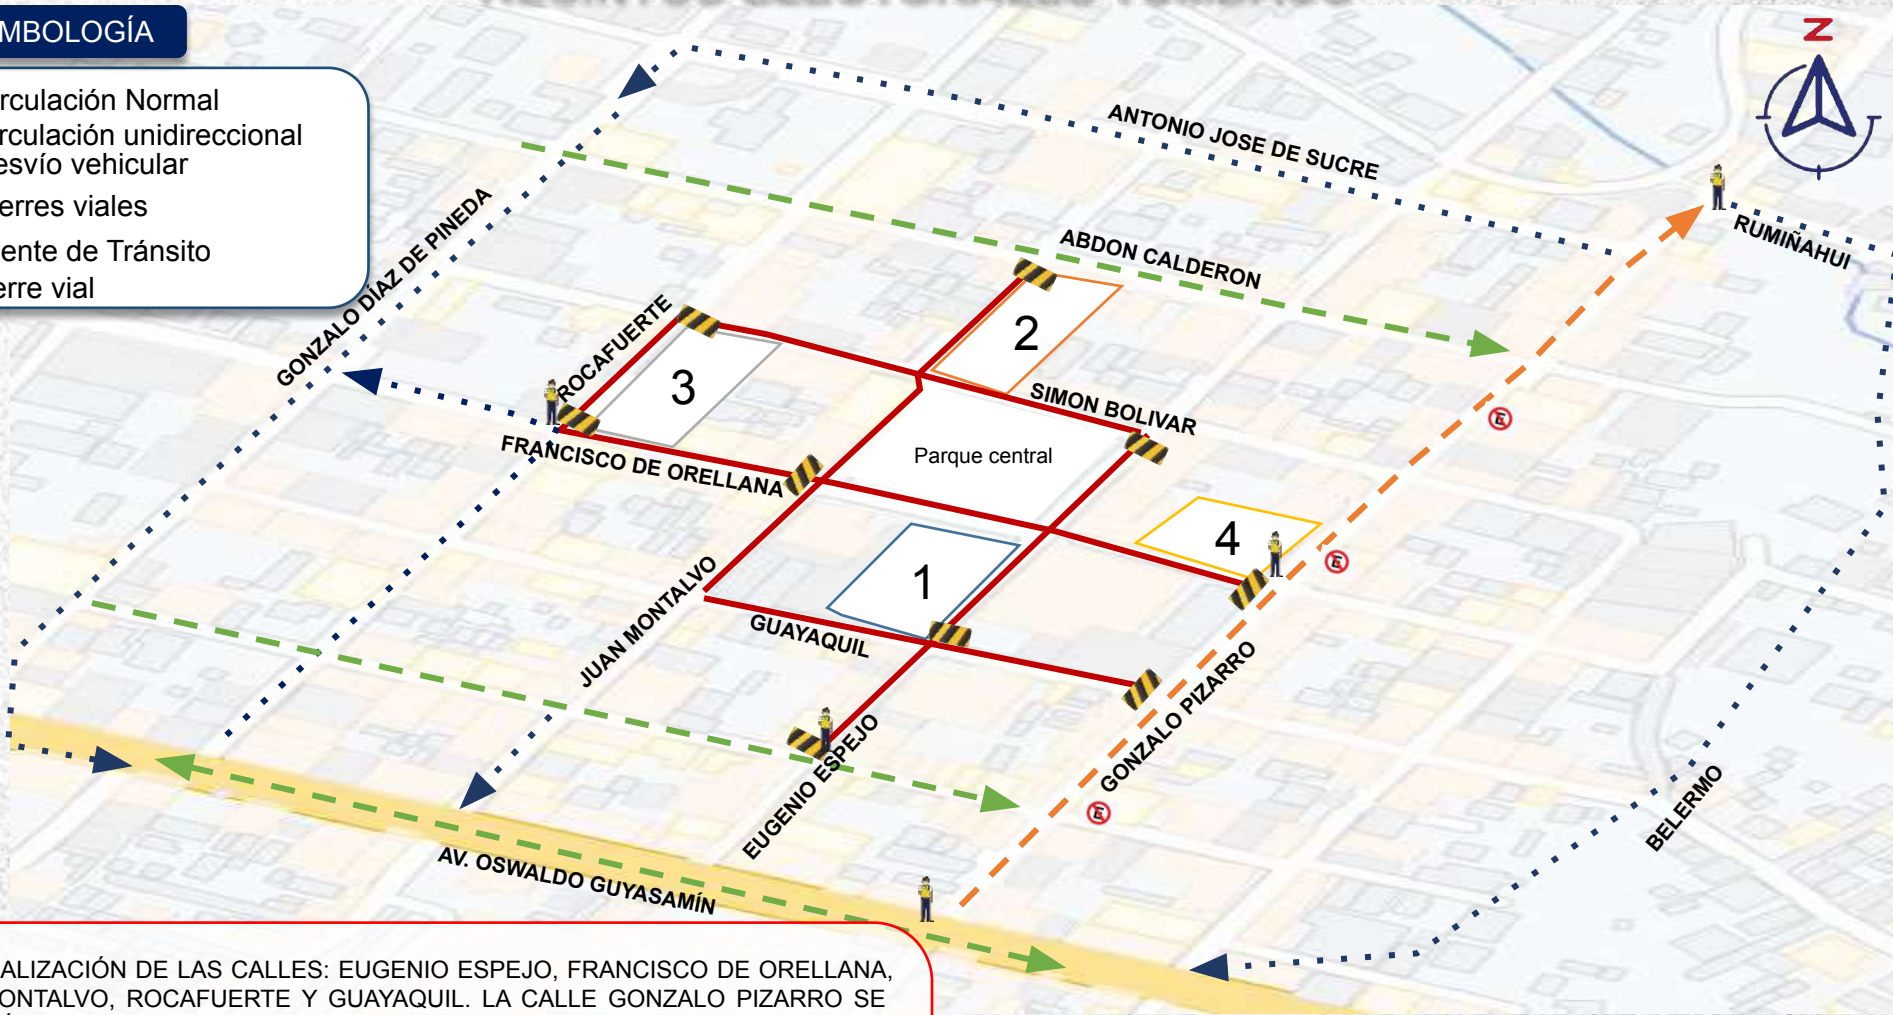 RECINTOS ELECTORALES TUMBACO
MBOLOGÍA
rculación Normal
rculación unidireccional
esvío vehicular
erres viales
ente de Tránsito
erre vial
N
ANTONIO JOSE DE SUCRE
RUMIÑAHUI
ABDON CALDERON
GONZALO DÍAZ DE PINEDA
ROCAFUERTE
2
3
SIMON BOLIVAR
E
Parque central
FRANCISCO DE ORELLANA
4
E
1
JUAN MONTALVO
GUAYAQUIL
GONZALO PIZARRO
E
EUGENIO ESPEJO
BELERMO
AV. OSWALDO GUYASAMÍN
ALIZACIÓN DE LAS CALLES: EUGENIO ESPEJO, FRANCISCO DE ORELLANA,
ONTALVO, ROCAFUERTE Y GUAYAQUIL. LA CALLE GONZALO PIZARRO SE